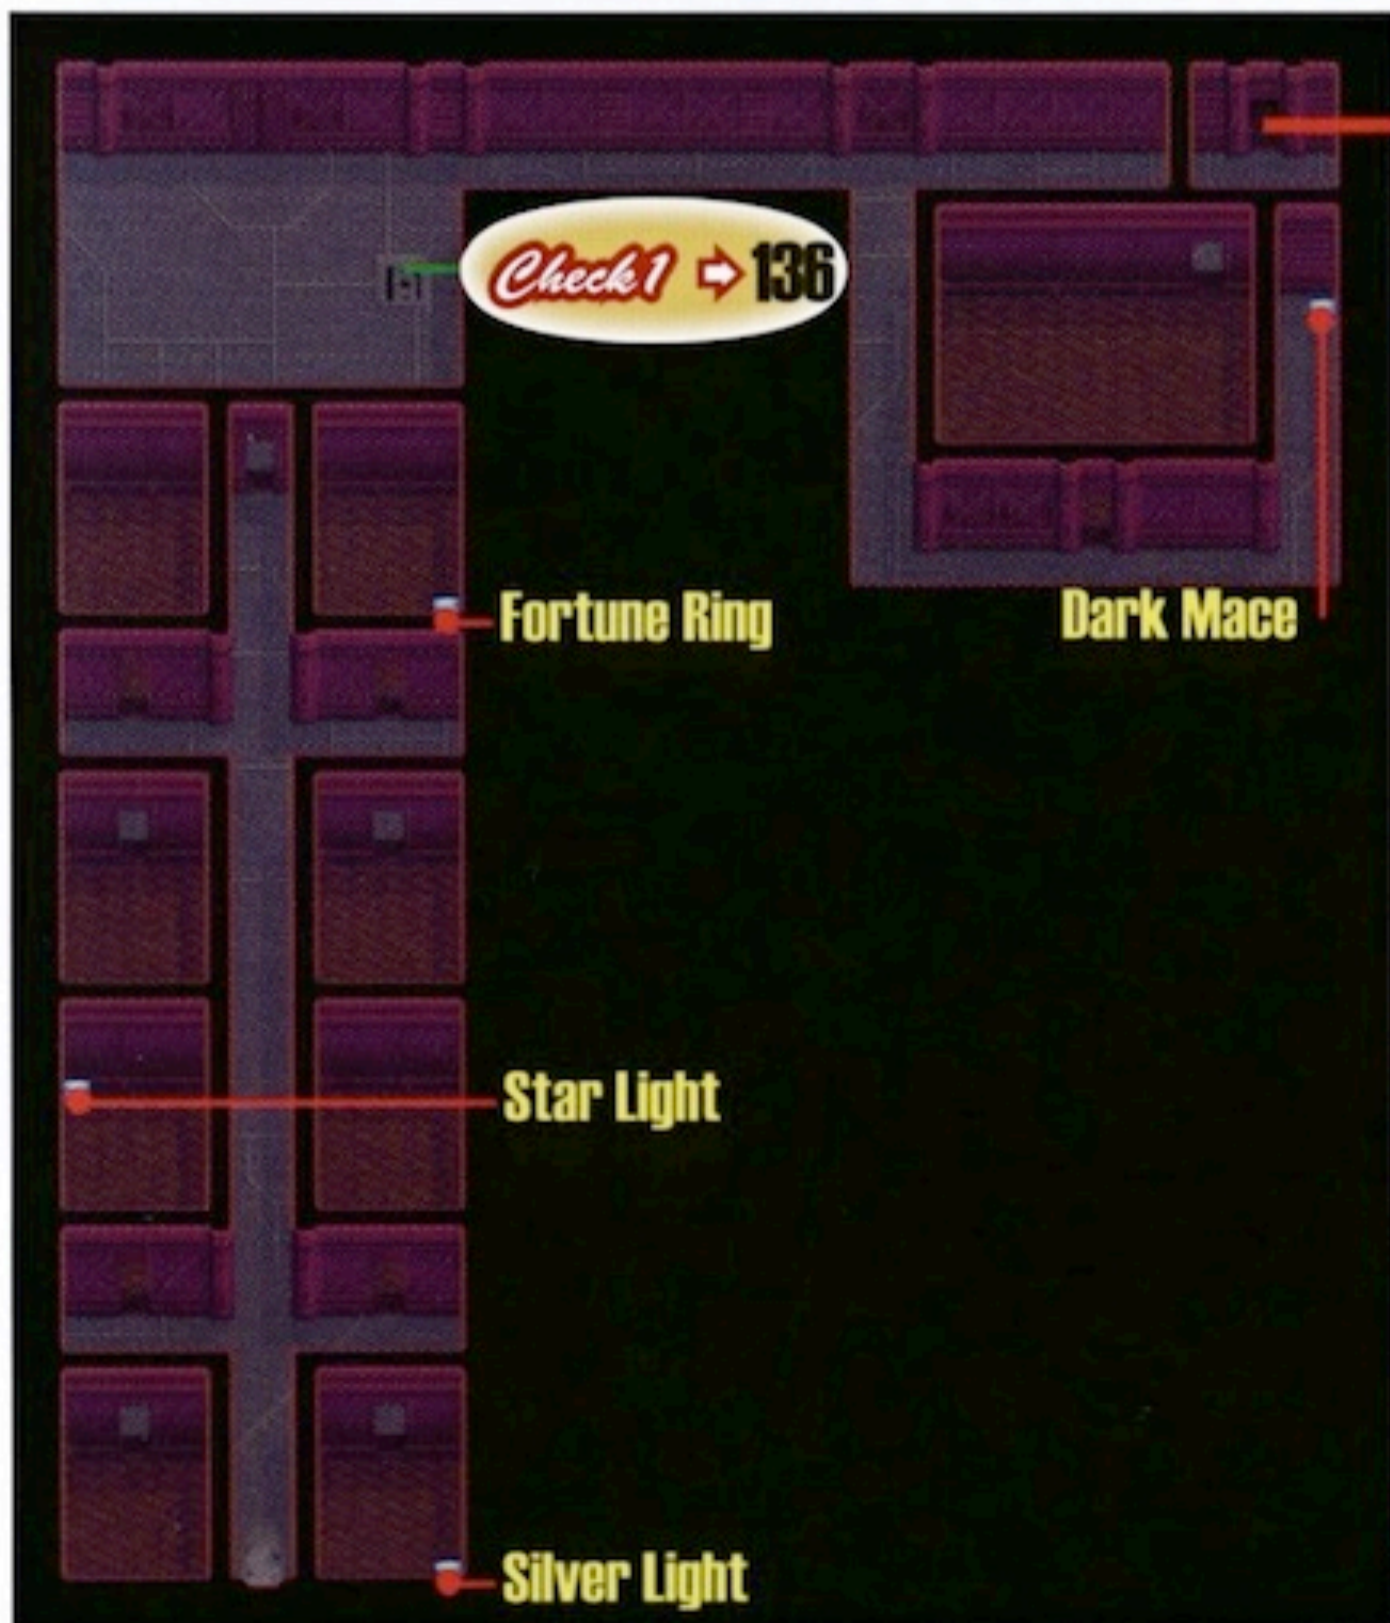 Check1 ➡ 136
Fortune Ring
Dark Mace
Star Light
Silver Light